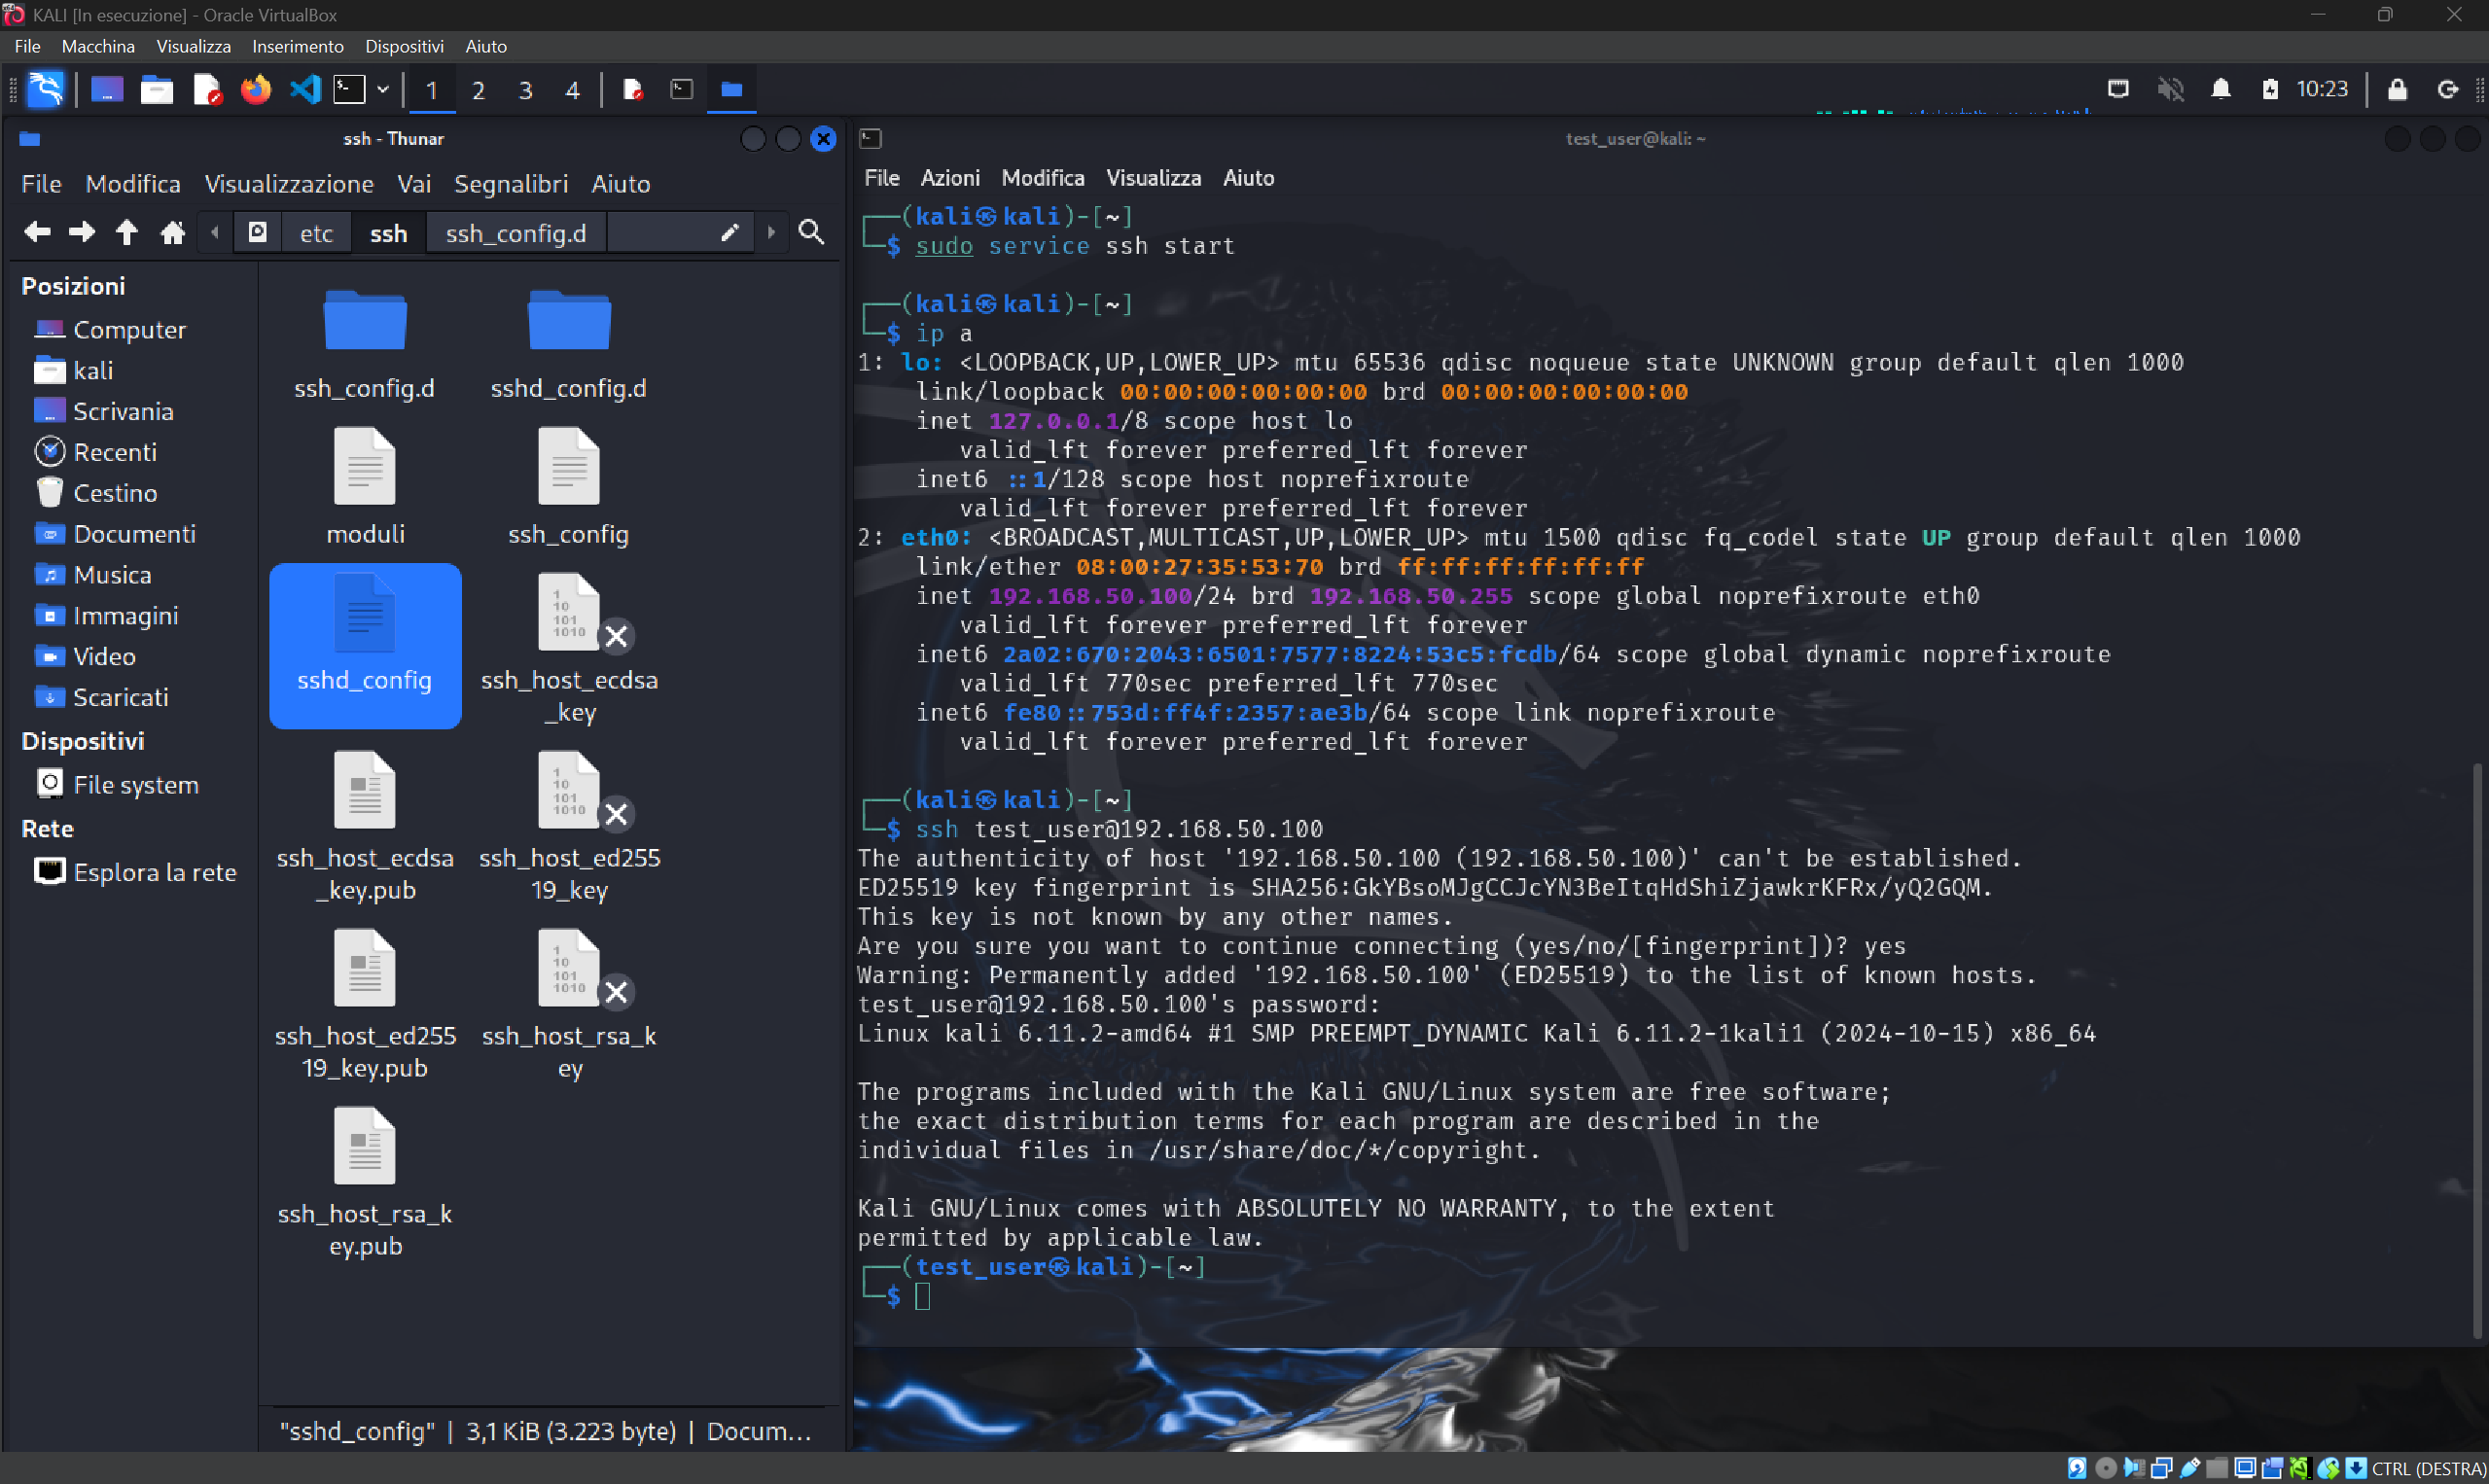 KALI [In esecuzione] - Oracle VirtualBox
File Macchina Visualizza Inserimento Dispositivi Aiuto
1 2 3 4
10:23
ssh - Thunar
File Modifica Visualizzazione Vai Segnalibri Aiuto
etc ssh ssh_config.d
Posizioni
Computer
kali
Scrivania
Recenti
Cestino
Documenti
Musica
Immagini
Video
Scaricati
Dispositivi
File system
Rete
Esplora la rete
ssh_config.d sshd_config.d
moduli ssh_config
sshd_config ssh_host_ecdsa
_key
ssh_host_ecdsa ssh_host_ed255
_key.pub 19_key
ssh_host_ed255 ssh_host_rsa_k
19_key.pub ey
ssh_host_rsa_k
ey.pub
"sshd_config" | 3,1 KiB (3.223 byte) | Docum...
test_user@kali: ~
File Azioni Modifica Visualizza Aiuto
┌──(kali㉿kali)-[~]
└─$ sudo service ssh start
┌──(kali㉿kali)-[~]
└─$ ip a
1: lo: <LOOPBACK,UP,LOWER_UP> mtu 65536 qdisc noqueue state UNKNOWN group default qlen 1000
link/loopback 00:00:00:00:00:00 brd 00:00:00:00:00:00
inet 127.0.0.1/8 scope host lo
valid_lft forever preferred_lft forever
inet6 ::1/128 scope host noprefixroute
valid_lft forever preferred_lft forever
2: eth0: <BROADCAST,MULTICAST,UP,LOWER_UP> mtu 1500 qdisc fq_codel state UP group default qlen 1000
link/ether 08:00:27:35:53:70 brd ff:ff:ff:ff:ff:ff
inet 192.168.50.100/24 brd 192.168.50.255 scope global noprefixroute eth0
valid_lft forever preferred_lft forever
inet6 2a02:670:2043:6501:7577:8224:53c5:fcdb/64 scope global dynamic noprefixroute
valid_lft 770sec preferred_lft 770sec
inet6 fe80::753d:ff4f:2357:ae3b/64 scope link noprefixroute
valid_lft forever preferred_lft forever
┌──(kali㉿kali)-[~]
└─$ ssh test_user@192.168.50.100
The authenticity of host '192.168.50.100 (192.168.50.100)' can't be established.
ED25519 key fingerprint is SHA256:GkYBsoMJgCCJcYN3BeItqHdShiZjawkrKFRx/yQ2GQM.
This key is not known by any other names.
Are you sure you want to continue connecting (yes/no/[fingerprint])? yes
Warning: Permanently added '192.168.50.100' (ED25519) to the list of known hosts.
test_user@192.168.50.100's password:
Linux kali 6.11.2-amd64 #1 SMP PREEMPT_DYNAMIC Kali 6.11.2-1kali1 (2024-10-15) x86_64
The programs included with the Kali GNU/Linux system are free software;
the exact distribution terms for each program are described in the
individual files in /usr/share/doc/*/copyright.
Kali GNU/Linux comes with ABSOLUTELY NO WARRANTY, to the extent
permitted by applicable law.
┌──(test_user㉿kali)-[~]
└─$
CTRL (DESTRA)